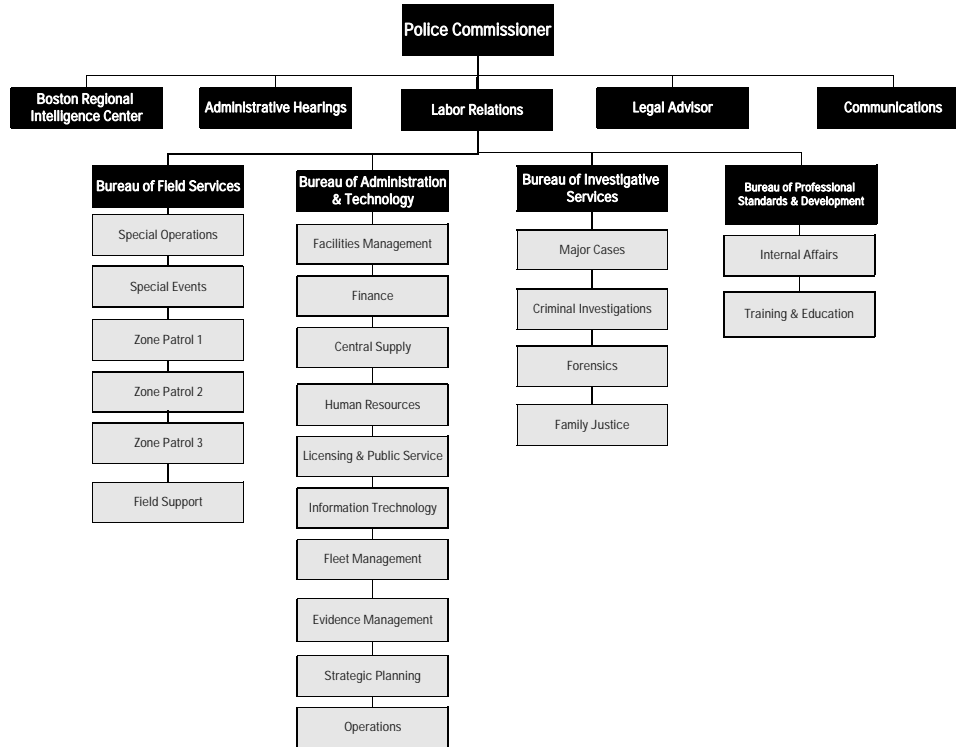 Police Commissioner
Boston Regional
Intelligence Center
Administrative Hearings
Labor Relations
Legal Advisor
Communications
Bureau of Field Services
Special Operations
Special Events
Zone Patrol 1
Zone Patrol 2
Zone Patrol 3
Field Support
Bureau of Administration
& Technology
Facilities Management
Finance
Central Supply
Human Resources
Licensing & Public Service
Information Trechnology
Fleet Management
Evidence Management
Strategic Planning
Operations
Bureau of Investigative
Services
Major Cases
Criminal Investigations
Forensics
Family Justice
Bureau of Professional
Standards & Development
Internal Affairs
Training & Education